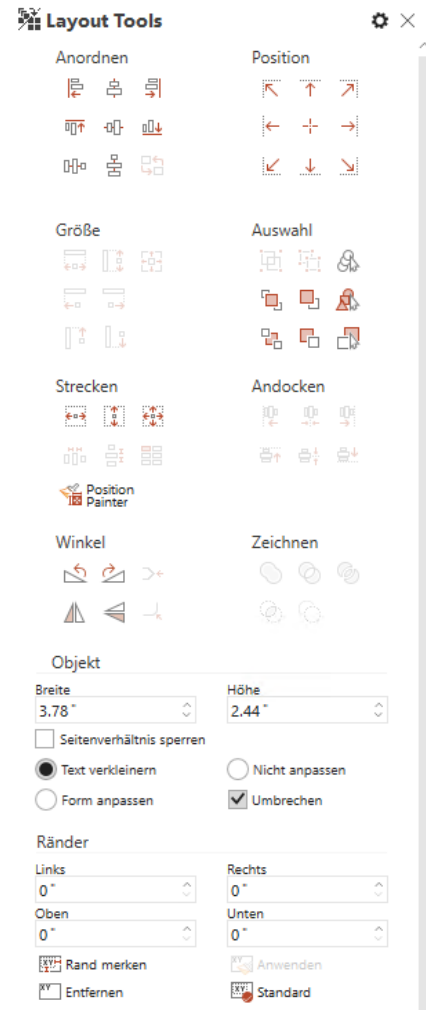 Layout Tools
Anordnen
Position
Größe
Auswahl
Strecken
Andocken
Position
Painter
Winkel
Zeichnen
Objekt
Breite
Höhe
3.78 "
2.44 "
Seitenverhältnis sperren
Text verkleinern
Nicht anpassen
Form anpassen
Umbrechen
Ränder
Links
Rechts
0 "
0 "
Oben
Unten
0 "
0 "
Rand merken
Anwenden
Entfernen
Standard